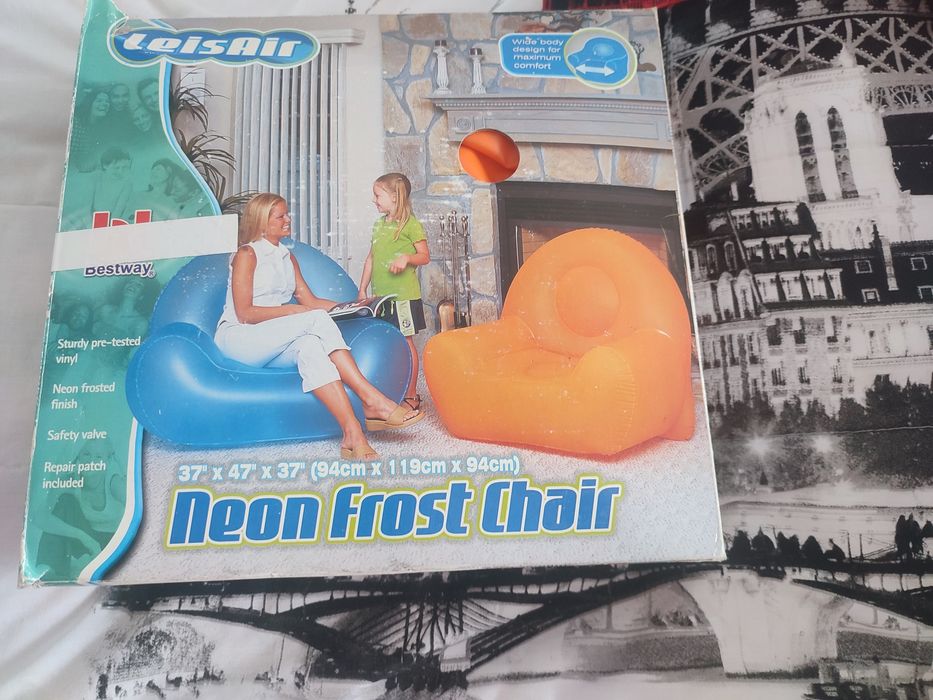 LeisAir
Wide body
design for
maximum
comfort
Bestway®
Sturdy pre-tested
vinyl
Neon frosted
finish
Safety valve
Repair patch
included
37" x 47" x 37" (94cm x 119cm x 94cm)
Neon Frost Chair